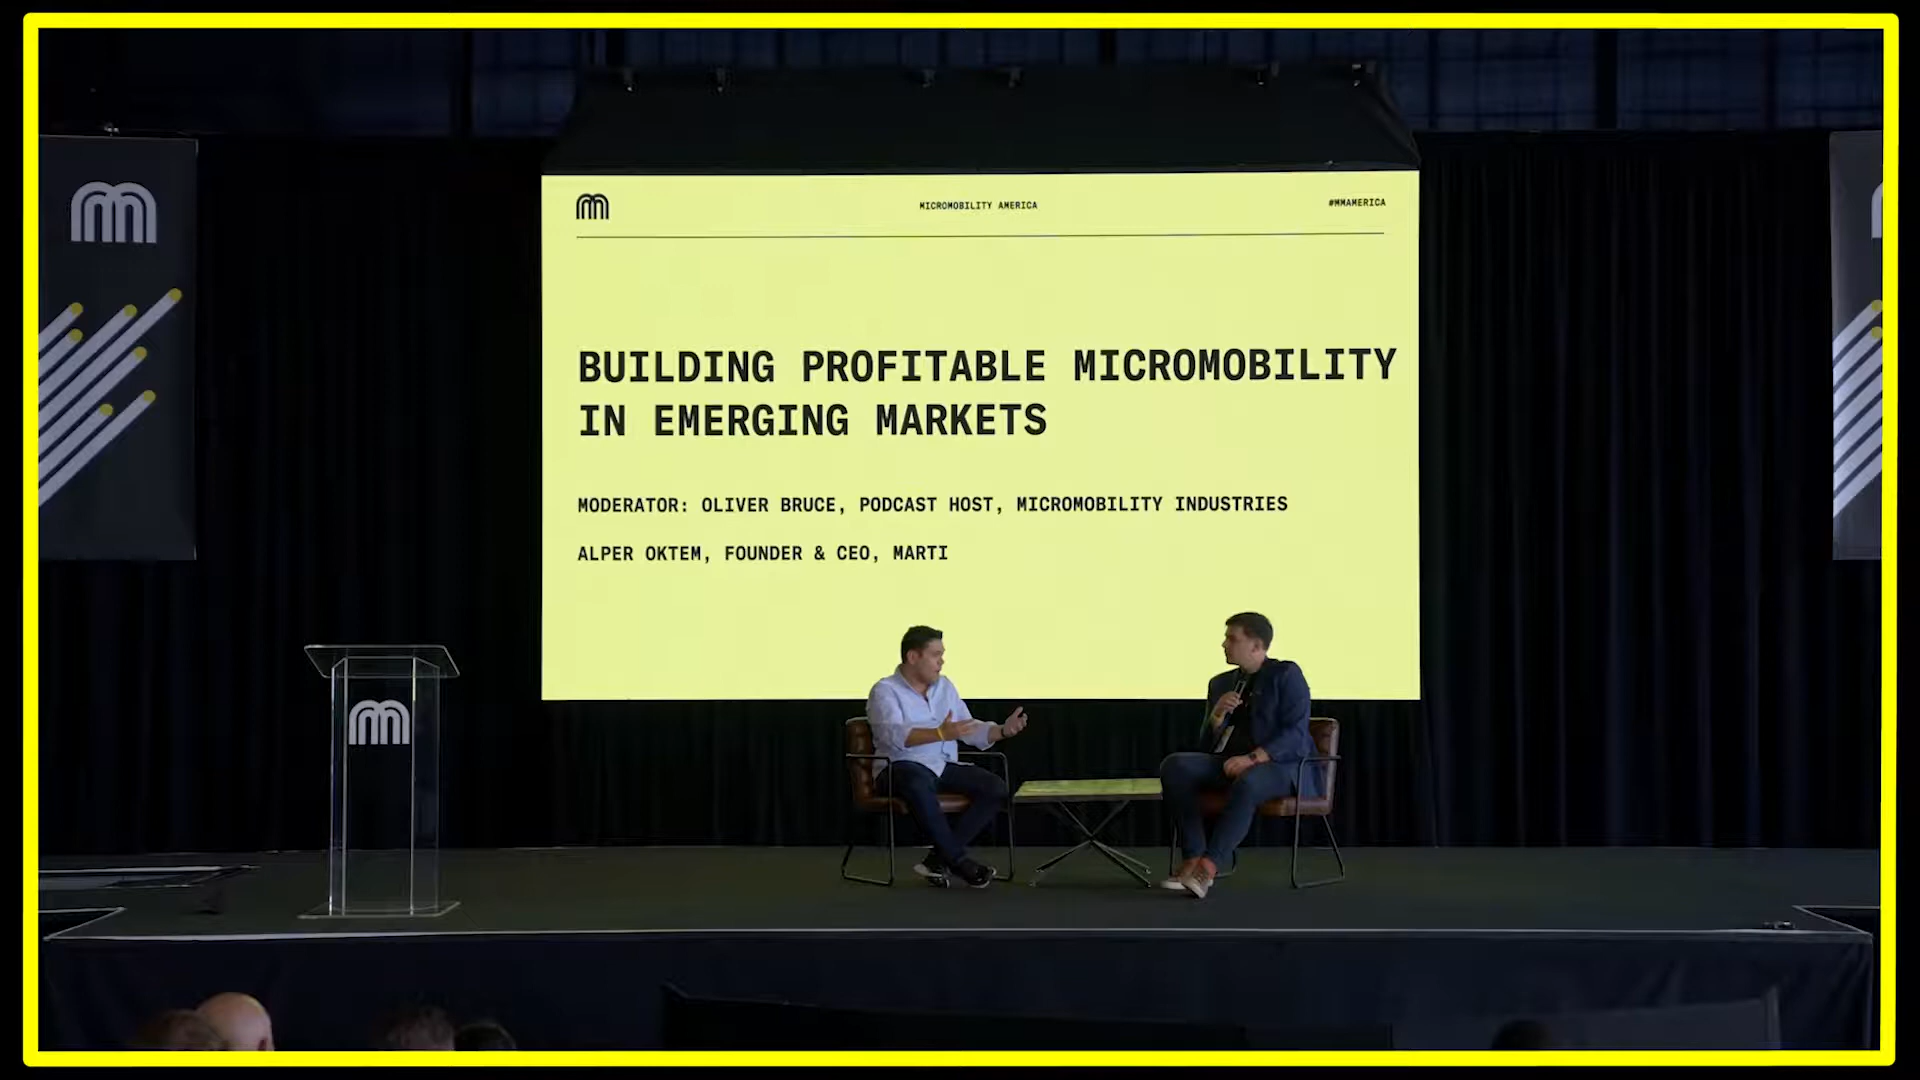 MICROMOBILITY AMERICA
#MMAMERICA
BUILDING PROFITABLE MICROMOBILITY
IN EMERGING MARKETS
MODERATOR: OLIVER BRUCE, PODCAST HOST, MICROMOBILITY INDUSTRIES
ALPER OKTEM, FOUNDER & CEO, MARTI